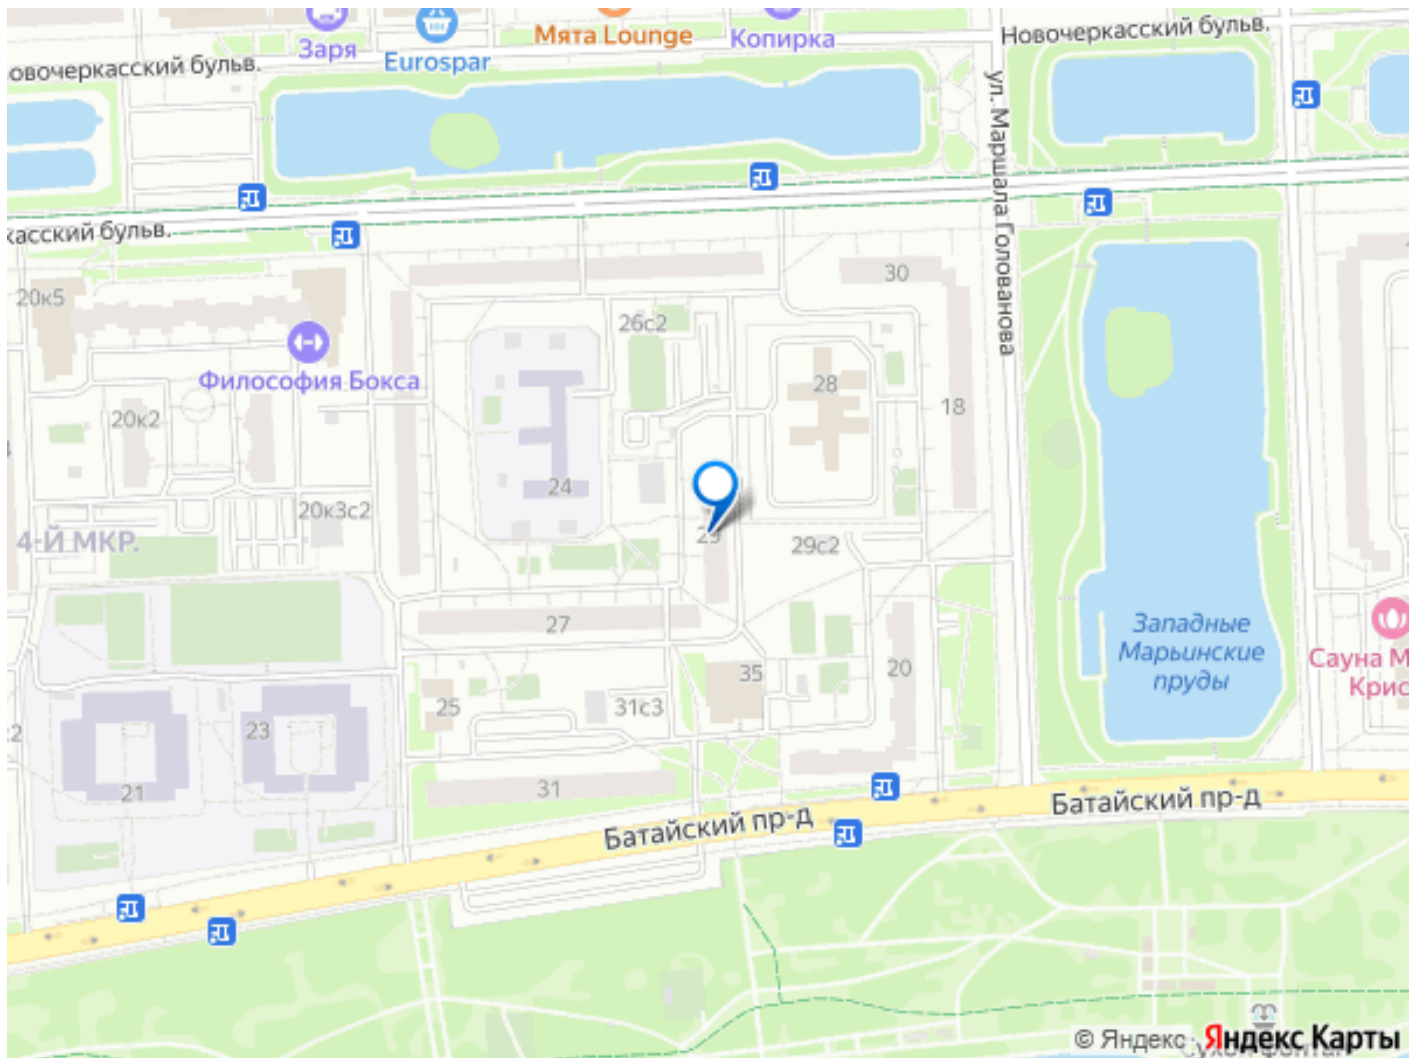 Новочеркасский бульв.
Заря
Мята Lounge
Копирка
Eurospar
овочеркасский бульв.
ул. Маршала Голованова
касский бульв.
30
20к5
26с2
Философия Бокса
28
18
20к2
24
20к3с2
4-Й МКР.
29с2
27
Западные
Марьинские
пруды
Сауна М
Крис
35
20
25
31с3
23
21
31
Батайский пр-д
Батайский пр-д
© Яндекс Яндекс Карты